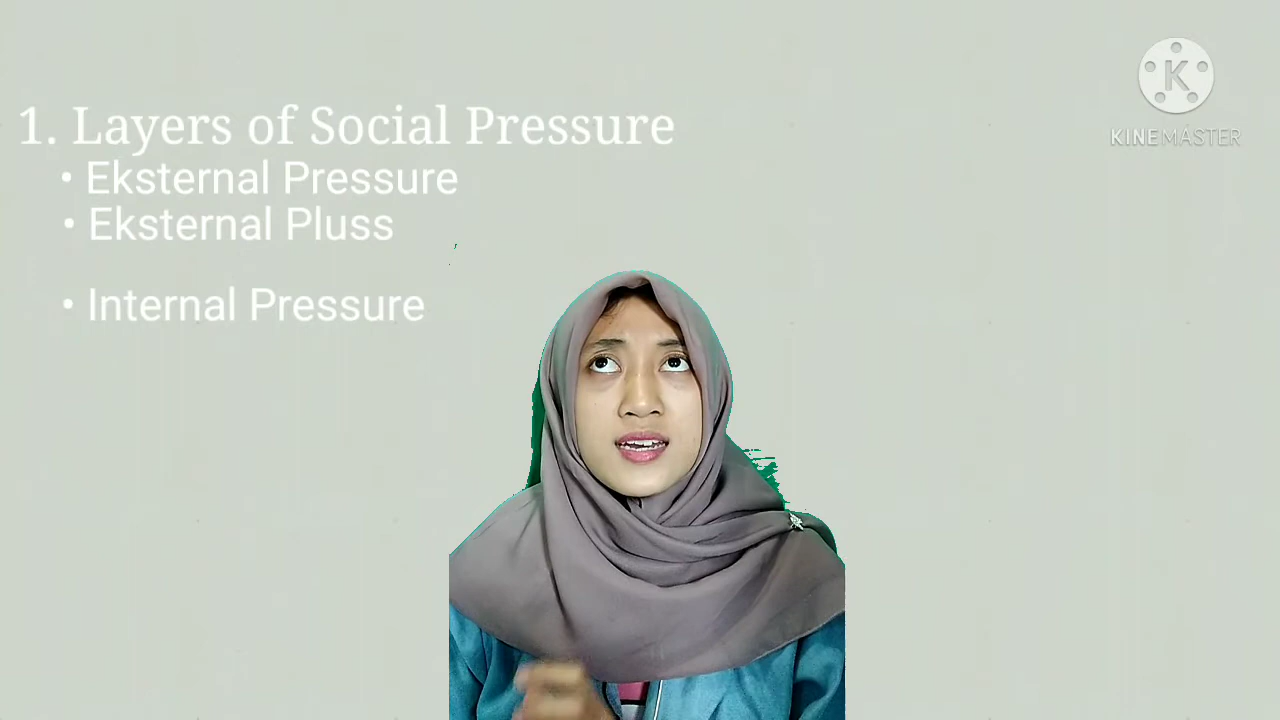 1. Layers of Social Pressure
• Eksternal Pressure
• Eksternal Pluss
• Internal Pressure
K
KINEMASTER